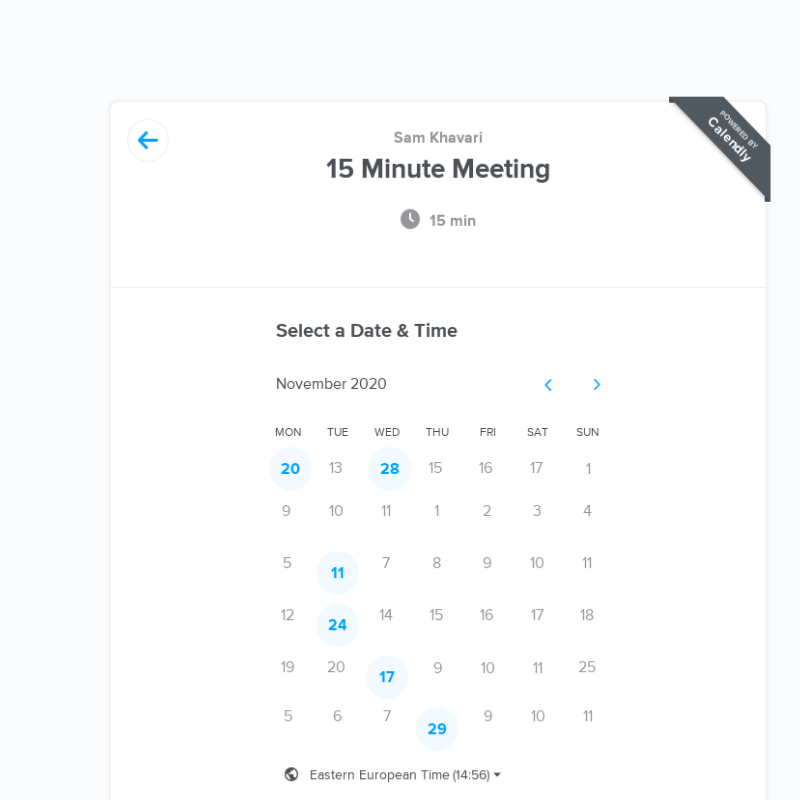 POWERED BY
Calendly
Sam Khavari
15 Minute Meeting
15 min
Select a Date & Time
November 2020
MON TUE WED THU FRI SAT SUN
20 13 28 15 16 17 1
9 10 11 1 2 3 4
5 11 7 8 9 10 11
12 24 14 15 16 17 18
19 20 17 9 10 11 25
5 6 7 29 9 10 11
Eastern European Time (14:56)